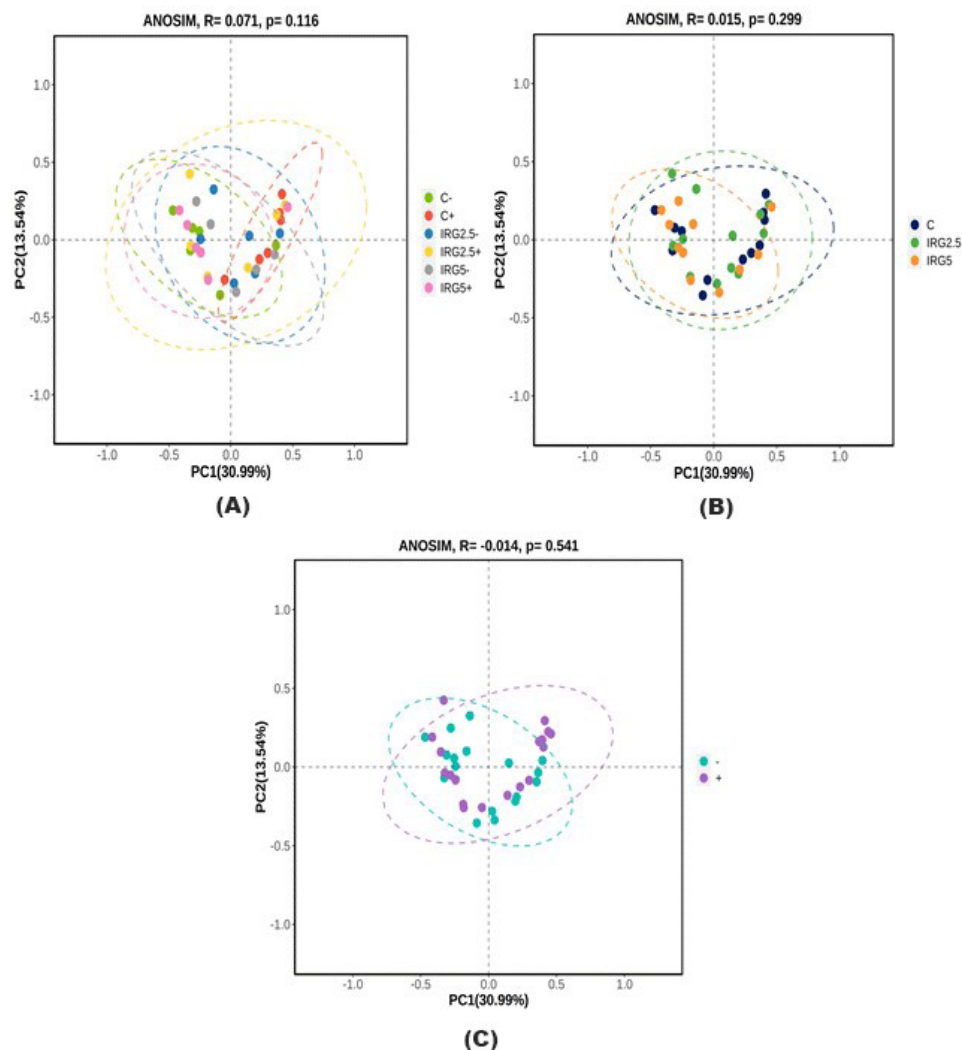 ANOSIM, R= 0.071, p= 0.116
PC2(13.54%)
1.0
0.5
0.0
-0.5
-1.0
-1.0
-0.5
0.0
0.5
1.0
PC1(30.99%)
C-
C+
IRG2.5-
IRG2.5+
IRG5-
IRG5+
(A)
ANOSIM, R= 0.015, p= 0.299
PC2(13.54%)
1.0
0.5
0.0
-0.5
-1.0
-1.0
-0.5
0.0
0.5
1.0
PC1(30.99%)
C
IRG2.5
IRG5
(B)
ANOSIM, R= -0.014, p= 0.541
PC2(13.54%)
1.0
0.5
0.0
-0.5
-1.0
-1.0
-0.5
0.0
0.5
1.0
PC1(30.99%)
-
+
(C)